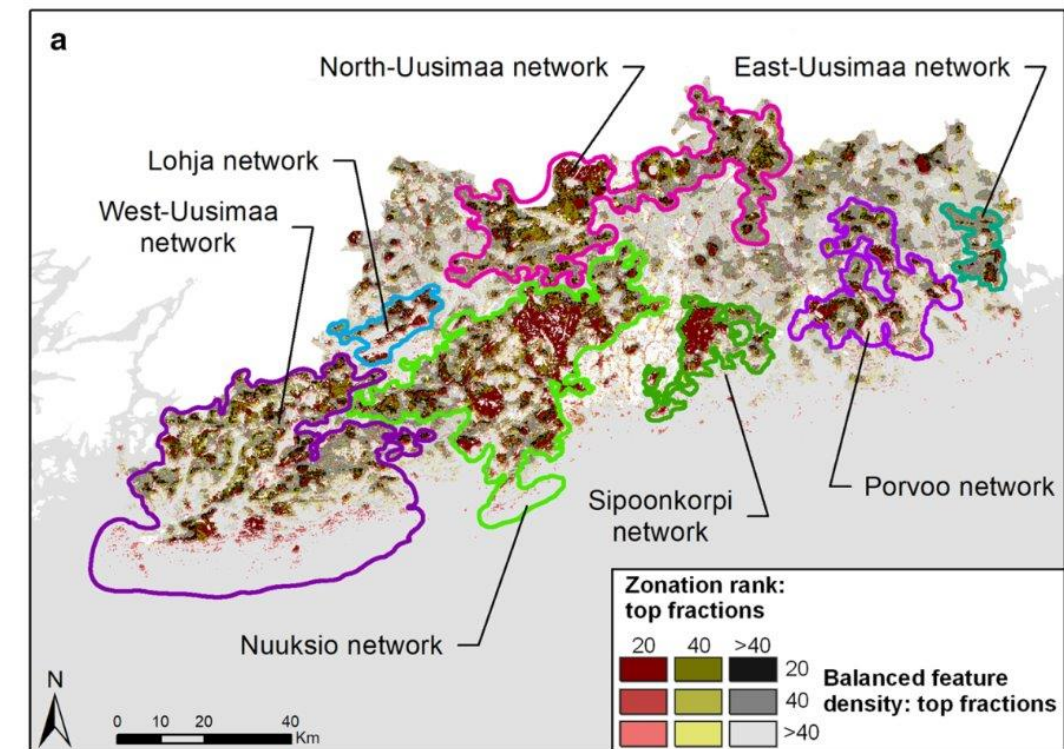 a
North-Uusimaa network
East-Uusimaa network
Lohja network
West-Uusimaa
network
Sipoonkorpi
network
Porvoo network
Nuuksio network
N
0 10 20 40
Km
Zonation rank:
top fractions
20 40 >40
20
40
>40
Balanced feature
density: top fractions